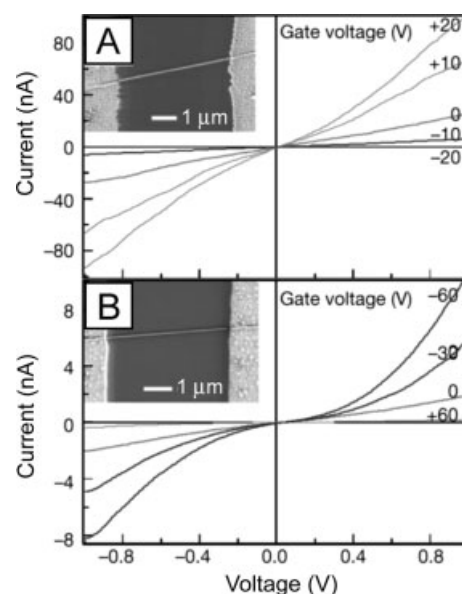 A
Gate voltage (V)
+20
+10
0
−10
−20
80
40
0
−40
−80
Current (nA)
1 μm
B
Gate voltage (V)
−60
−30
0
+60
8
4
0
−4
−8
Current (nA)
1 μm
−0.8
−0.4
0.0
0.4
0.8
Voltage (V)